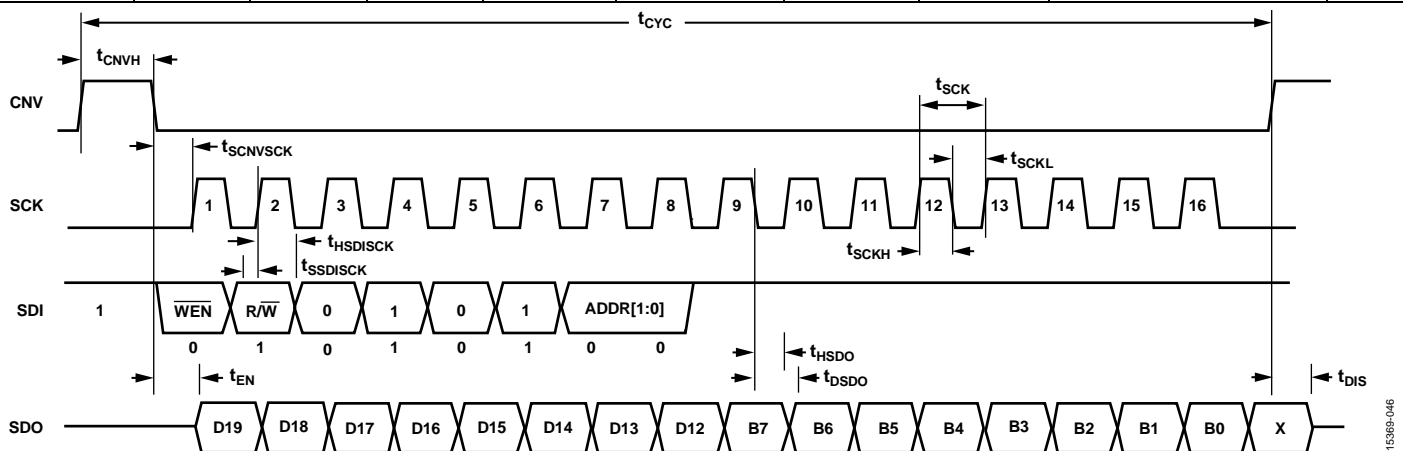 tCYC
tCNVH
CNV
tSCK
tSCNVSCK
tSCKL
SCK 1 2 3 4 5 6 7 8 9 10 11 12 13 14 15 16
tHSDISCK
tSCKH
tSSDISCK
SDI 1 WEN R/W 0 1 0 1 ADDR[1:0]
0 1 0 1 0 1 0 0
tHSDO
tEN
tDSDO
tDIS
SDO D19 D18 D17 D16 D15 D14 D13 D12 B7 B6 B5 B4 B3 B2 B1 B0 X
15369-046